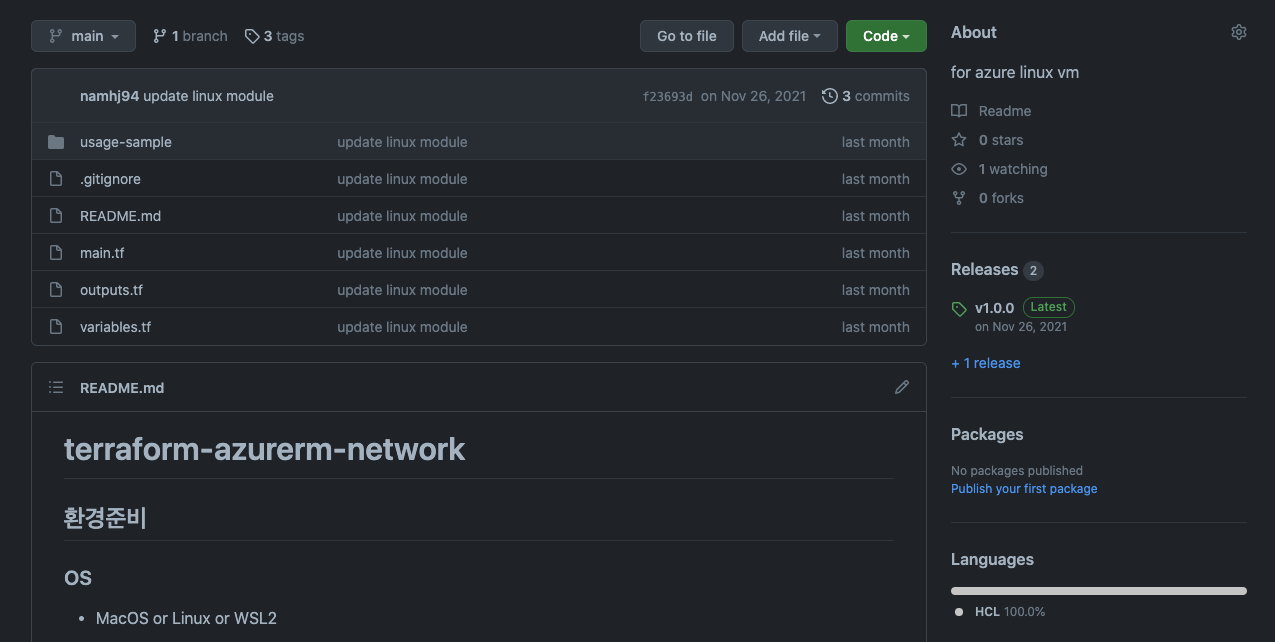 main
1 branch
3 tags
Go to file
Add file
Code
namhj94 update linux module
f23693d on Nov 26, 2021
3 commits
usage-sample update linux module last month
.gitignore update linux module last month
README.md update linux module last month
main.tf update linux module last month
outputs.tf update linux module last month
variables.tf update linux module last month
README.md
terraform-azurerm-network
환경준비
OS
• MacOS or Linux or WSL2
About
for azure linux vm
Readme
0 stars
1 watching
0 forks
Releases 2
v1.0.0 Latest
on Nov 26, 2021
+ 1 release
Packages
No packages published
Publish your first package
Languages
HCL 100.0%